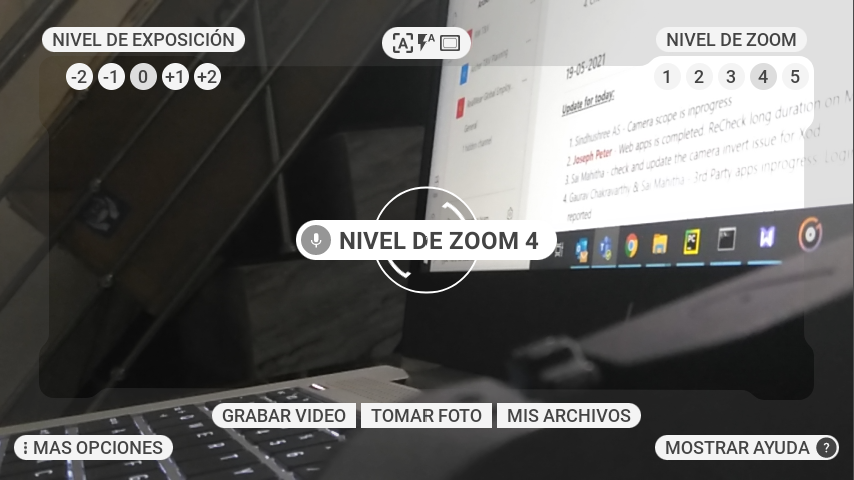 NIVEL DE EXPOSICIÓN
-2 -1 0 +1 +2
A A
NIVEL DE ZOOM
1 2 3 4 5
19-05-2021
Update for today:
1. Sindhushree AS - Camera scope is inprogress
2. Joseph Peter - Web apps is completed. ReCheck long duration on
3. Sai Mahitha - check and update the camera invert issue for Xpd
4. Gaurav Chakravarthy & Sai Mahitha - 3rd Party apps inprogress.
reported
General
NIVEL DE ZOOM 4
GRABAR VIDEO
TOMAR FOTO
MIS ARCHIVOS
MAS OPCIONES
MOSTRAR AYUDA ?